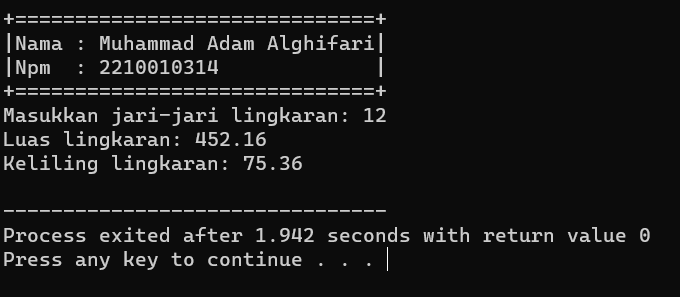 +==============================+
|Nama : Muhammad Adam Alghifari|
|Npm  : 2210010314             |
+==============================+
Masukkan jari-jari lingkaran: 12
Luas lingkaran: 452.16
Keliling lingkaran: 75.36
--------------------------------
Process exited after 1.942 seconds with return value 0
Press any key to continue . . .